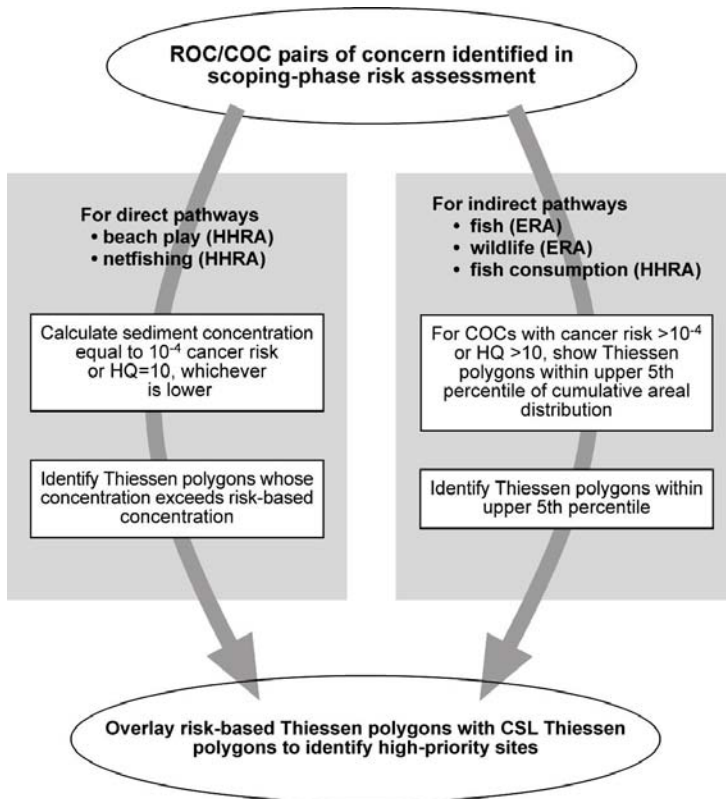 ROC/COC pairs of concern identified in
scoping-phase risk assessment
For direct pathways
• beach play (HHRA)
• netfishing (HHRA)
Calculate sediment concentration
equal to 10⁻⁴ cancer risk
or HQ=10, whichever
is lower
Identify Thiessen polygons whose
concentration exceeds risk-based
concentration
For indirect pathways
• fish (ERA)
• wildlife (ERA)
• fish consumption (HHRA)
For COCs with cancer risk >10⁻⁴
or HQ >10, show Thiessen
polygons within upper 5th
percentile of cumulative areal
distribution
Identify Thiessen polygons within
upper 5th percentile
Overlay risk-based Thiessen polygons with CSL Thiessen
polygons to identify high-priority sites